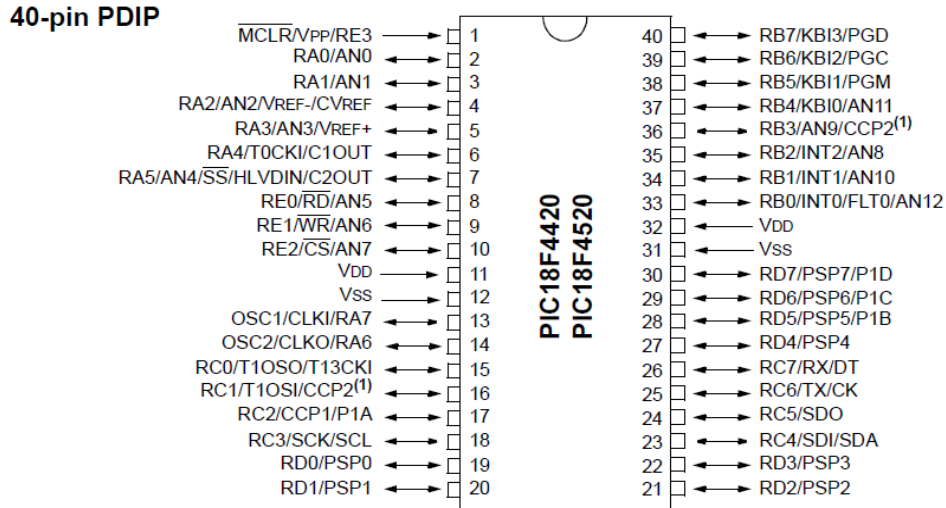 40-pin PDIP
MCLR/VPP/RE3 1
RA0/AN0 2
RA1/AN1 3
RA2/AN2/VREF-/CVREF 4
RA3/AN3/VREF+ 5
RA4/T0CKI/C1OUT 6
RA5/AN4/SS/HLVDIN/C2OUT 7
RE0/RD/AN5 8
RE1/WR/AN6 9
RE2/CS/AN7 10
VDD 11
VSS 12
OSC1/CLKI/RA7 13
OSC2/CLKO/RA6 14
RC0/T1OSO/T13CKI 15
RC1/T1OSI/CCP2(1) 16
RC2/CCP1/P1A 17
RC3/SCK/SCL 18
RD0/PSP0 19
RD1/PSP1 20
PIC18F4420
PIC18F4520
40 RB7/KBI3/PGD
39 RB6/KBI2/PGC
38 RB5/KBI1/PGM
37 RB4/KBI0/AN11
36 RB3/AN9/CCP2(1)
35 RB2/INT2/AN8
34 RB1/INT1/AN10
33 RB0/INT0/FLT0/AN12
32 VDD
31 VSS
30 RD7/PSP7/P1D
29 RD6/PSP6/P1C
28 RD5/PSP5/P1B
27 RD4/PSP4
26 RC7/RX/DT
25 RC6/TX/CK
24 RC5/SDO
23 RC4/SDI/SDA
22 RD3/PSP3
21 RD2/PSP2